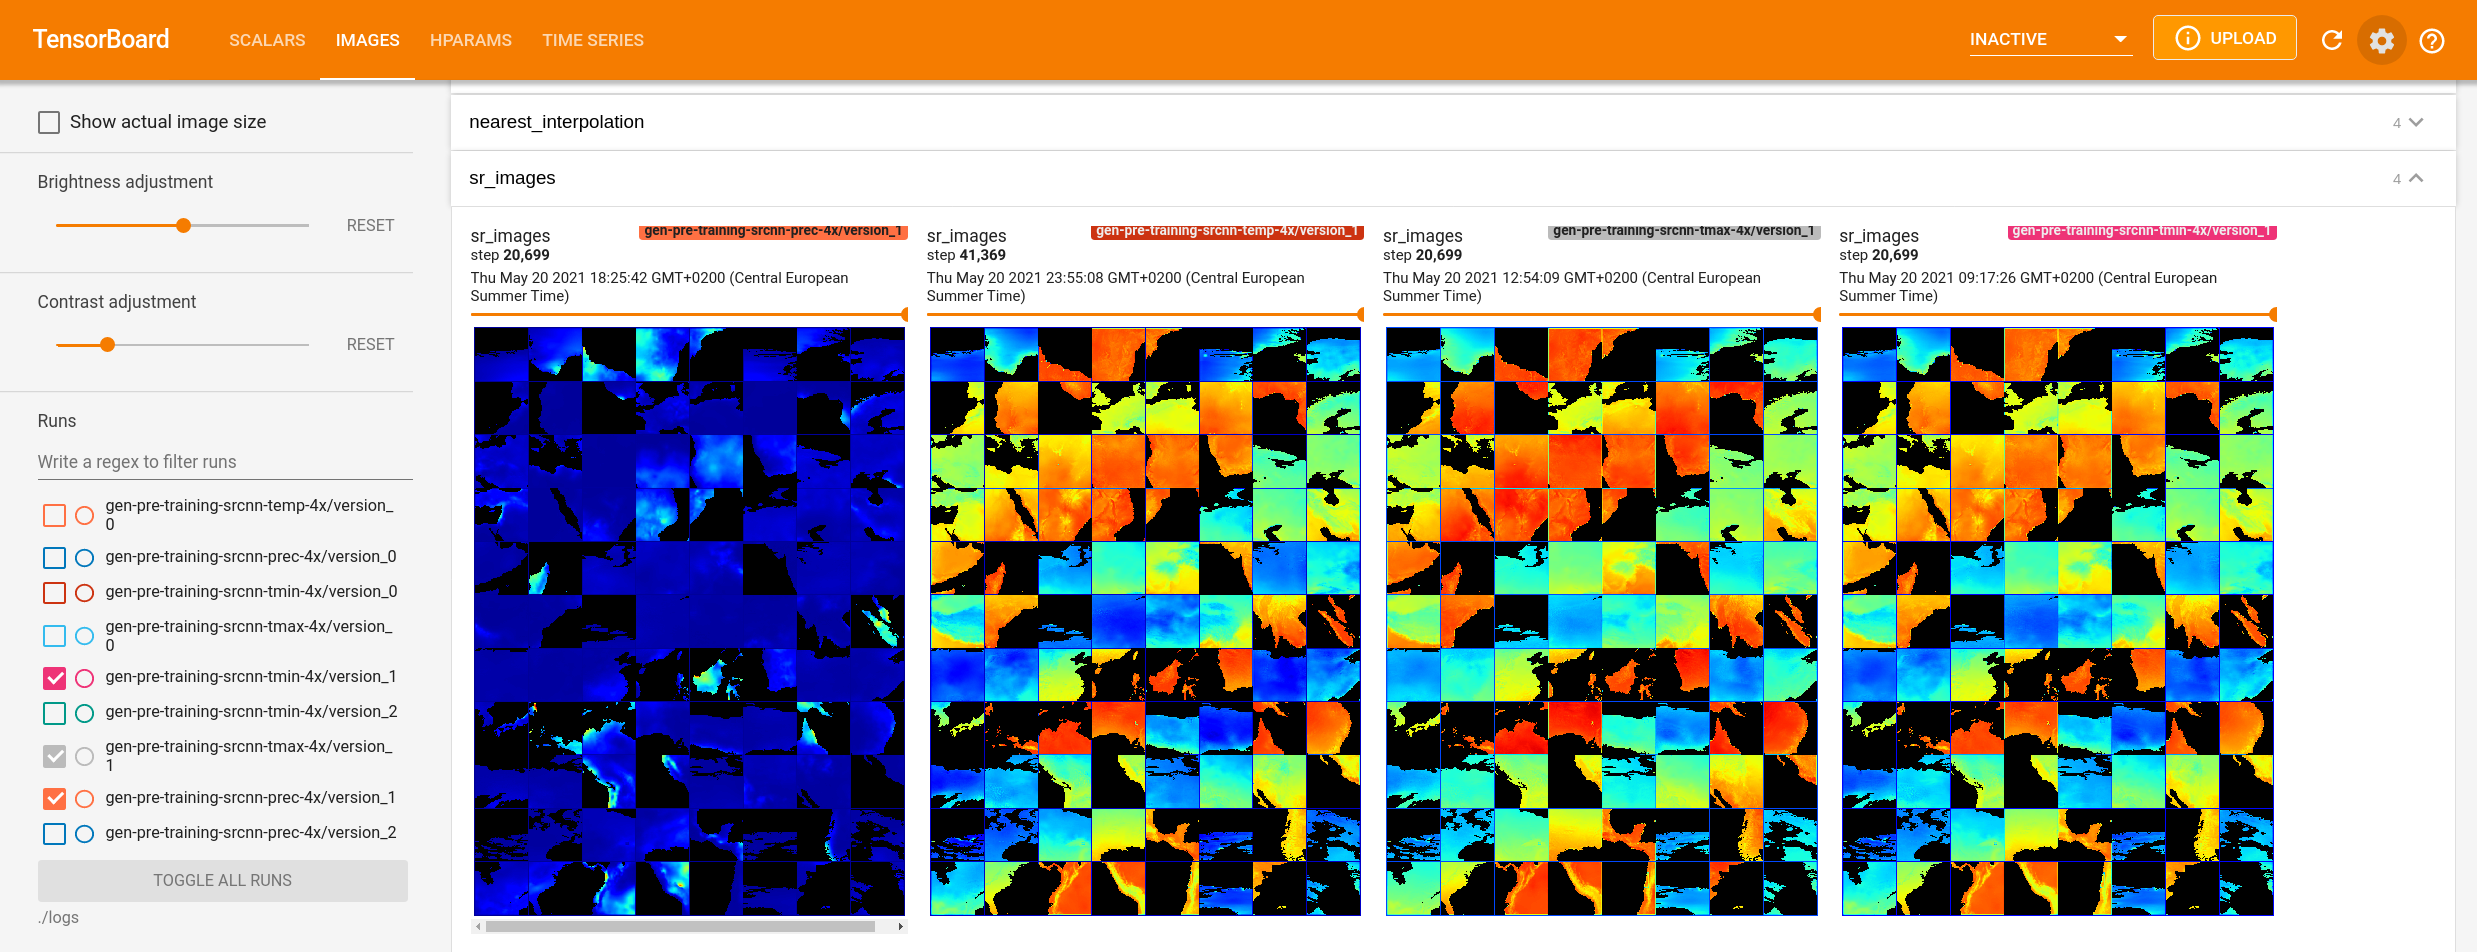 TensorBoard
SCALARS
IMAGES
HPARAMS
TIME SERIES
INACTIVE
UPLOAD
Show actual image size
Brightness adjustment
RESET
Contrast adjustment
RESET
Runs
Write a regex to filter runs
gen-pre-training-srcnn-temp-4x/version_
0
gen-pre-training-srcnn-prec-4x/version_0
gen-pre-training-srcnn-tmin-4x/version_0
gen-pre-training-srcnn-tmax-4x/version_
0
gen-pre-training-srcnn-tmin-4x/version_1
gen-pre-training-srcnn-tmin-4x/version_2
gen-pre-training-srcnn-tmax-4x/version_
1
gen-pre-training-srcnn-prec-4x/version_1
gen-pre-training-srcnn-prec-4x/version_2
TOGGLE ALL RUNS
./logs
nearest_interpolation
4
sr_images
4
sr_images
gen-pre-training-srcnn-prec-4x/version_1
step 20,699
Thu May 20 2021 18:25:42 GMT+0200 (Central European
Summer Time)
sr_images
gen-pre-training-srcnn-temp-4x/version_1
step 41,369
Thu May 20 2021 23:55:08 GMT+0200 (Central European
Summer Time)
sr_images
gen-pre-training-srcnn-tmax-4x/version_1
step 20,699
Thu May 20 2021 12:54:09 GMT+0200 (Central European
Summer Time)
sr_images
gen-pre-training-srcnn-tmin-4x/version_1
step 20,699
Thu May 20 2021 09:17:26 GMT+0200 (Central European
Summer Time)